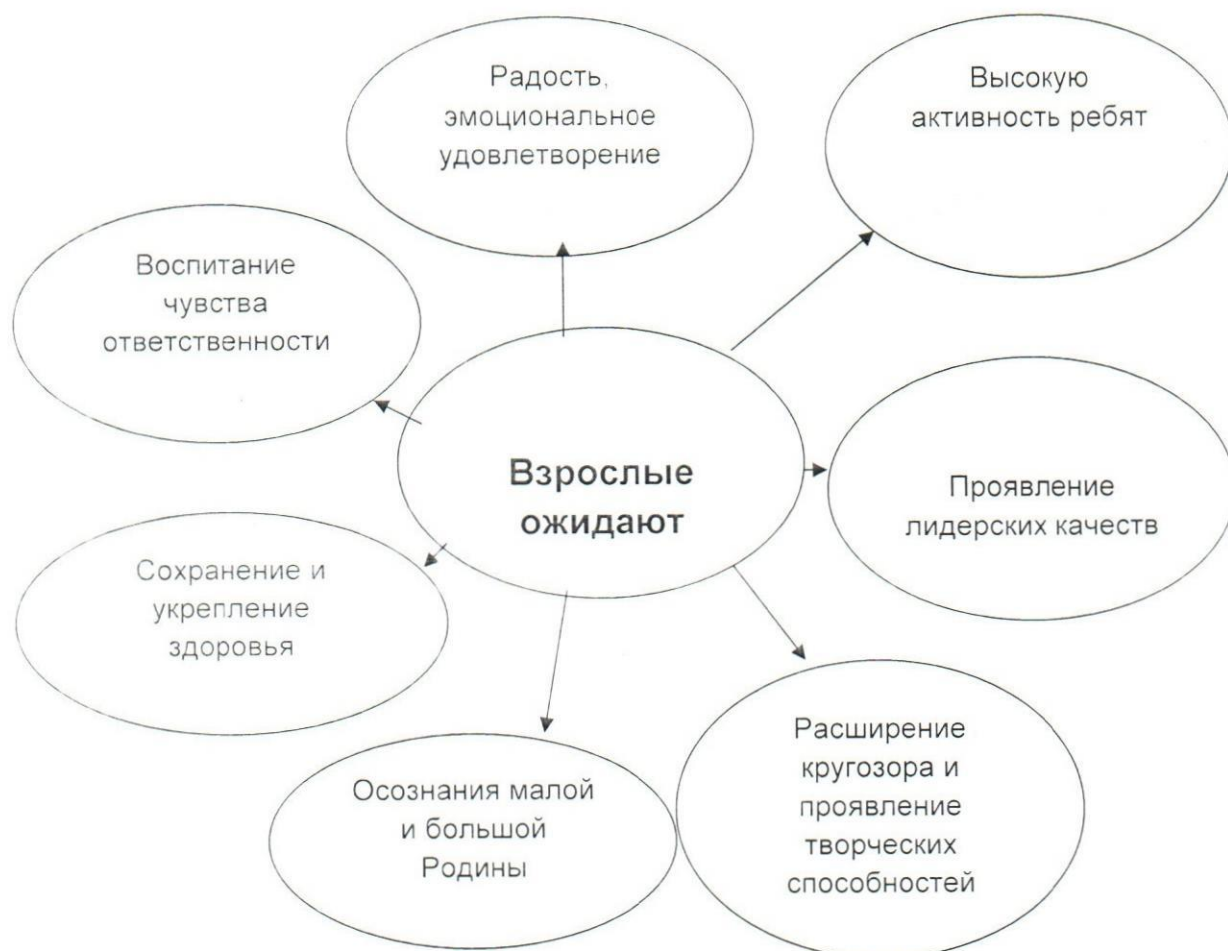 Радость,
эмоциональное
удовлетворение
Высокую
активность ребят
Воспитание
чувства
ответственности
Взрослые
ожидают
Проявление
лидерских качеств
Сохранение и
укрепление
здоровья
Осознания малой
и большой
Родины
Расширение
кругозора и
проявление
творческих
способностей